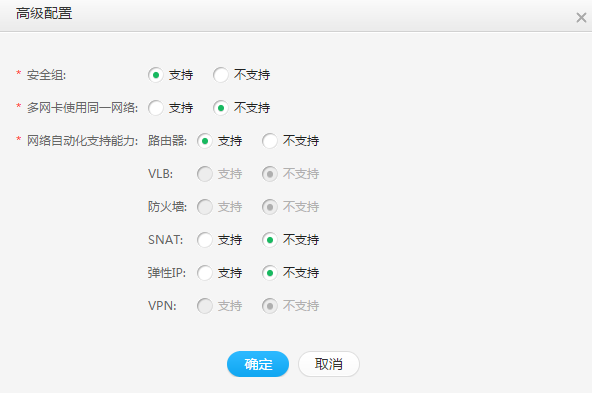 高级配置
* 安全组: 支持 不支持
* 多网卡使用同一网络: 支持 不支持
* 网络自动化支持能力: 路由器: 支持 不支持
VLB: 支持 不支持
防火墙: 支持 不支持
SNAT: 支持 不支持
弹性IP: 支持 不支持
VPN: 支持 不支持
确定 取消